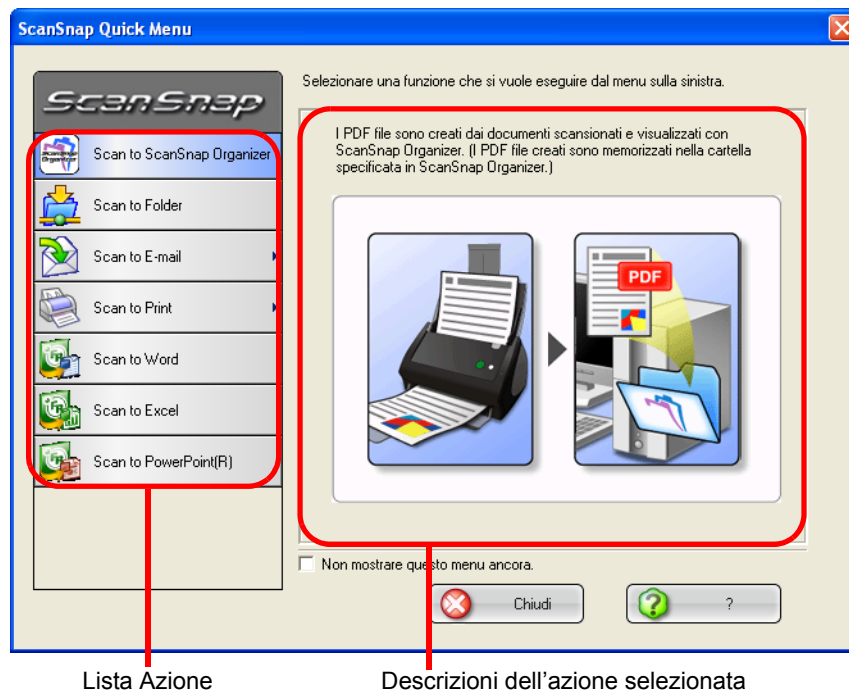 ScanSnap Quick Menu
ScanSnap
Selezionare una funzione che si vuole eseguire dal menu sulla sinistra.
Scan to ScanSnap Organizer
Scan to Folder
Scan to E-mail
Scan to Print
Scan to Word
Scan to Excel
Scan to PowerPoint(R)
I PDF file sono creati dai documenti scansionati e visualizzati con
ScanSnap Organizer. (I PDF file creati sono memorizzati nella cartella
specificata in ScanSnap Organizer.)
PDF
Non mostrare questo menu ancora.
Chiudi
?
Lista Azione
Descrizioni dell’azione selezionata